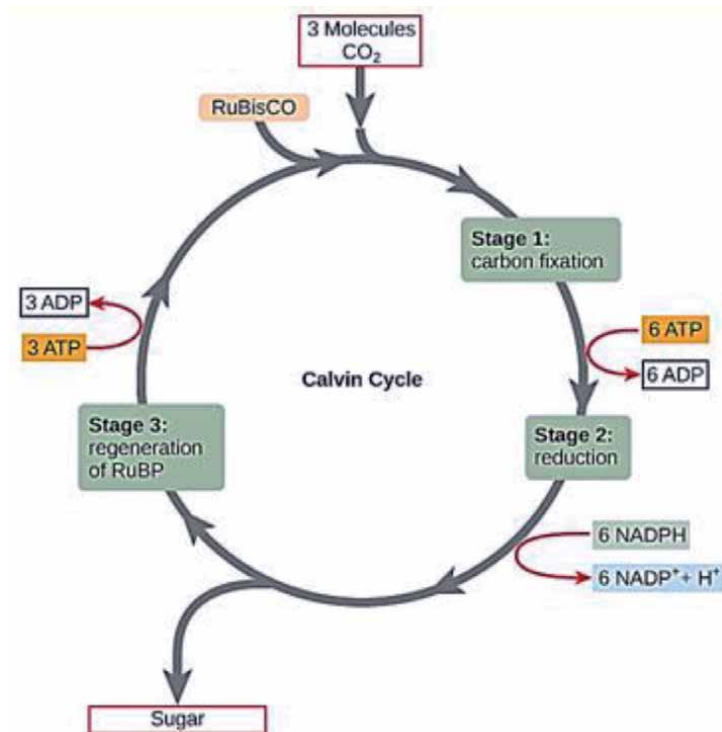 3 Molecules
CO₂
RuBisCO
Stage 1:
carbon fixation
3 ADP
3 ATP
6 ATP
6 ADP
Calvin Cycle
Stage 3:
regeneration
of RuBP
Stage 2:
reduction
6 NADPH
6 NADP⁺ + H⁺
Sugar